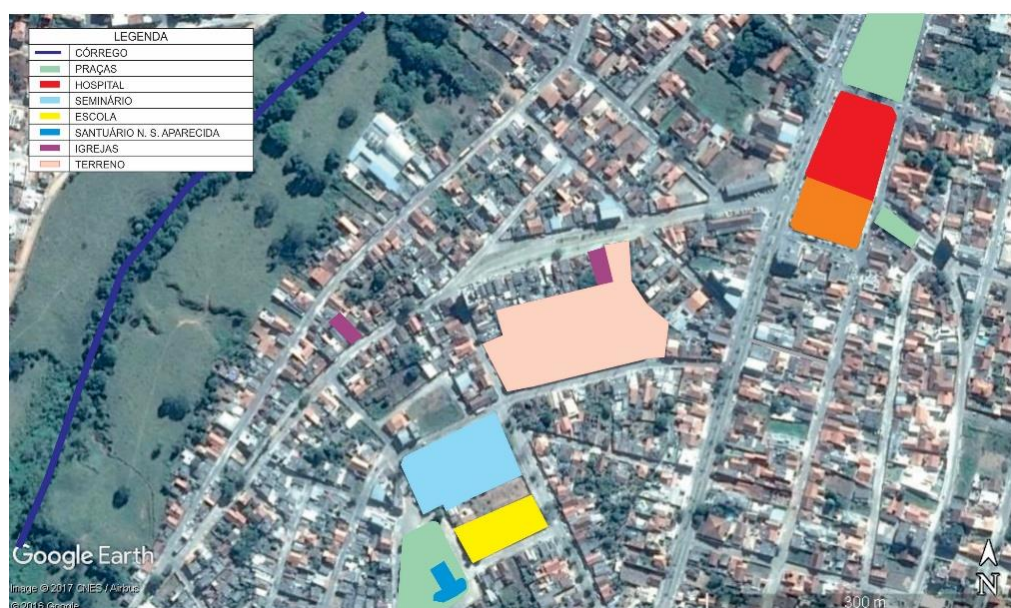 LEGENDA
CÓRREGO
PRAÇAS
HOSPITAL
SEMINÁRIO
ESCOLA
SANTUÁRIO N. S. APARECIDA
IGREJAS
TERRENO
Google Earth
Image © 2017 CNES / Airbus
© 2016 Google
300 m
N